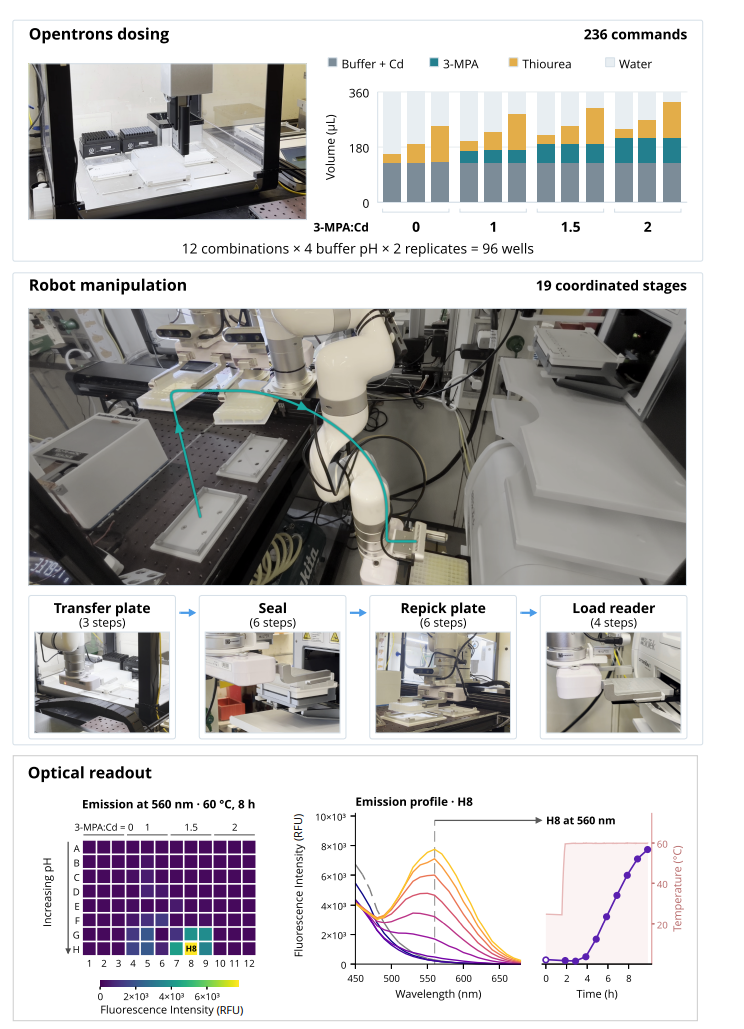 Opentrons dosing
236 commands
Buffer + Cd
3-MPA
Thiourea
Water
Volume (µL)
360
180
0
3-MPA:Cd
0
1
1.5
2
12 combinations × 4 buffer pH × 2 replicates = 96 wells
Robot manipulation
19 coordinated stages
makita
Transfer plate
(3 steps)
Seal
(6 steps)
Repick plate
(6 steps)
Load reader
(4 steps)
Optical readout
Emission at 560 nm · 60 °C, 8 h
3-MPA:Cd = 0 1 1.5 2
Increasing pH
A
B
C
D
E
F
G
H
H8
1 2 3 4 5 6 7 8 9 10 11 12
0 2×10³ 4×10³ 6×10³
Fluorescence Intensity (RFU)
Emission profile · H8
Fluorescence Intensity (RFU)
10×10³
8×10³
6×10³
4×10³
2×10³
0
450 500 550 600 650
Wavelength (nm)
H8 at 560 nm
60
40
20
Temperature (°C)
0 2 4 6 8
Time (h)